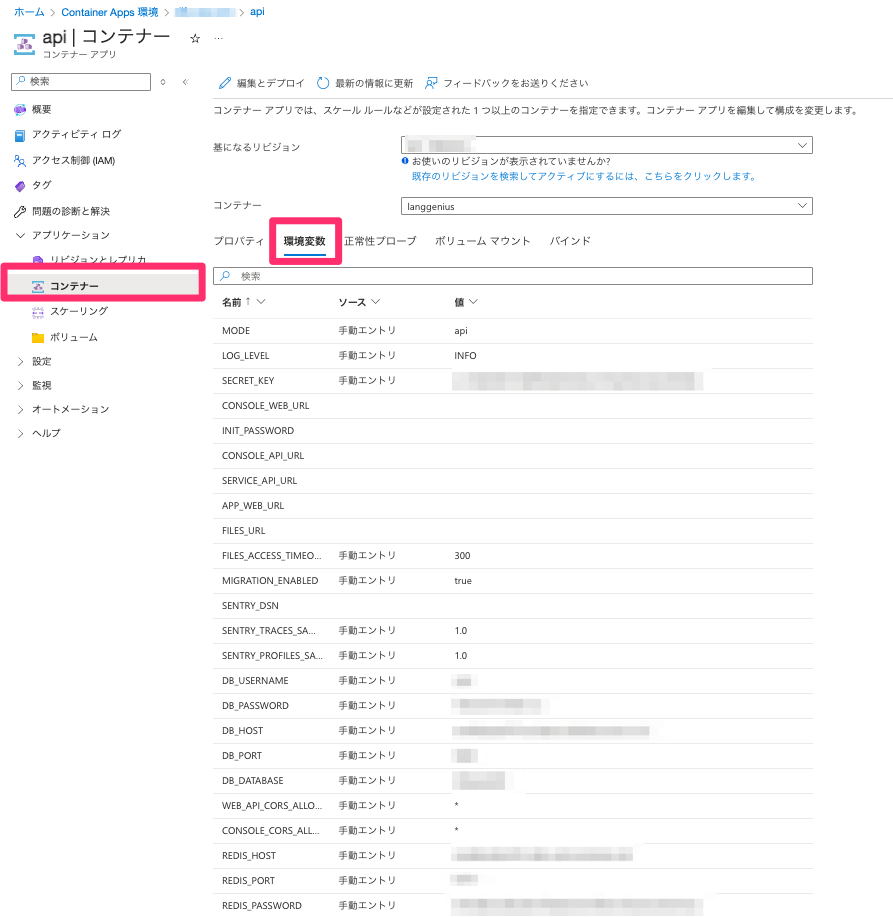 ホーム > Container Apps 環境 > > api
api | コンテナー ☆ …
コンテナー アプリ
検索
編集とデプロイ 最新の情報に更新 フィードバックをお送りください
概要
アクティビティ ログ
アクセス制御 (IAM)
タグ
問題の診断と解決
アプリケーション
リビジョンとレプリカ
コンテナー
スケーリング
ボリューム
設定
監視
オートメーション
ヘルプ
コンテナー アプリでは、スケール ルールなどが設定された 1 つ以上のコンテナーを指定できます。コンテナー アプリを編集して構成を変更します。
基になるリビジョン
お使いのリビジョンが表示されていませんか?
既存のリビジョンを検索してアクティブにするには、こちらをクリックします。
コンテナー langgenius
プロパティ 環境変数 正常性プローブ ボリューム マウント バインド
検索
名前 ↑ ソース 値
MODE 手動エントリ api
LOG_LEVEL 手動エントリ INFO
SECRET_KEY 手動エントリ
CONSOLE_WEB_URL
INIT_PASSWORD
CONSOLE_API_URL
SERVICE_API_URL
APP_WEB_URL
FILES_URL
FILES_ACCESS_TIMEO... 手動エントリ 300
MIGRATION_ENABLED 手動エントリ true
SENTRY_DSN
SENTRY_TRACES_SA... 手動エントリ 1.0
SENTRY_PROFILES_SA... 手動エントリ 1.0
DB_USERNAME 手動エントリ
DB_PASSWORD 手動エントリ
DB_HOST 手動エントリ
DB_PORT 手動エントリ
DB_DATABASE 手動エントリ
WEB_API_CORS_ALLO... 手動エントリ *
CONSOLE_CORS_ALL... 手動エントリ *
REDIS_HOST 手動エントリ
REDIS_PORT 手動エントリ
REDIS_PASSWORD 手動エントリ